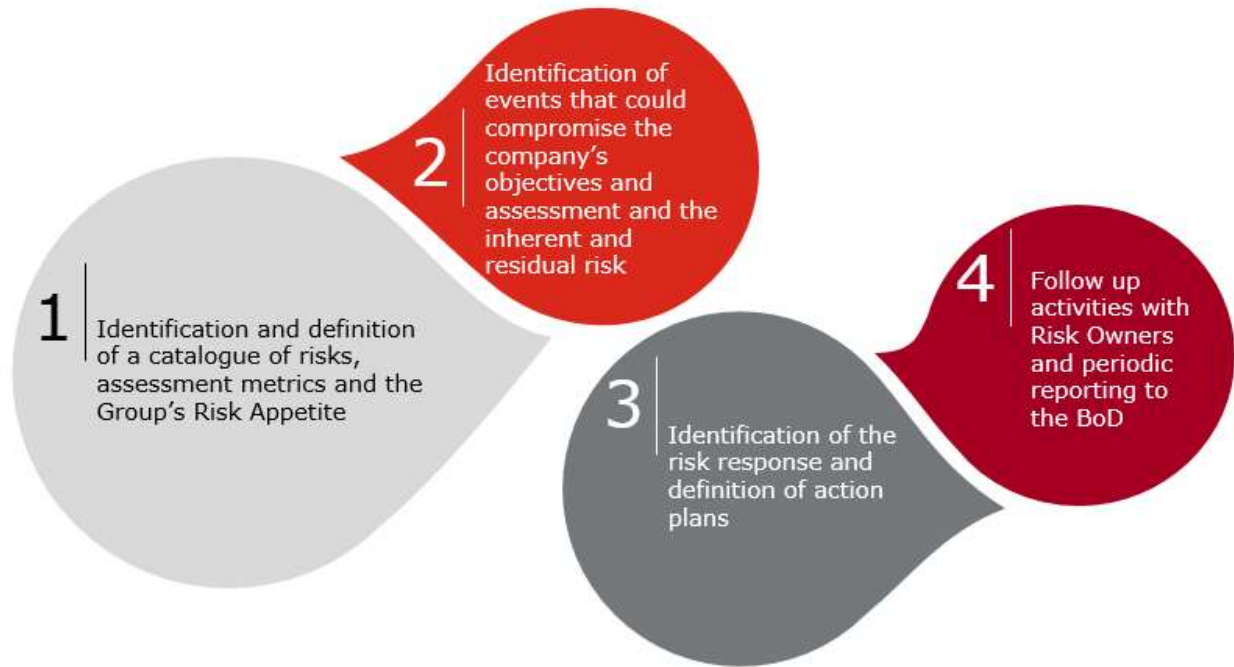 1
Identification and definition
of a catalogue of risks,
assessment metrics and the
Group's Risk Appetite
2
Identification of
events that could
compromise the
company's
objectives and
assessment and the
inherent and
residual risk
3
Identification of the
risk response and
definition of action
plans
4
Follow up
activities with
Risk Owners
and periodic
reporting to
the BoD